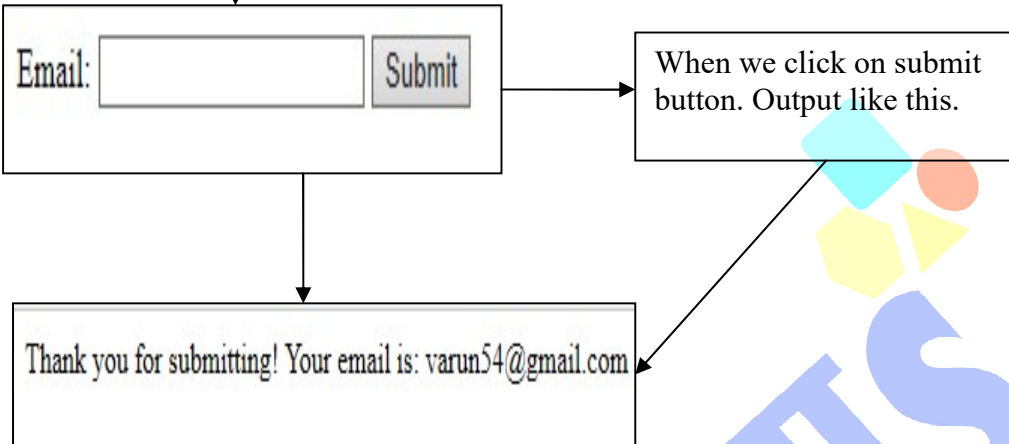 Email: Submit
When we click on submit
button. Output like this.
Thank you for submitting! Your email is: varun54@gmail.com